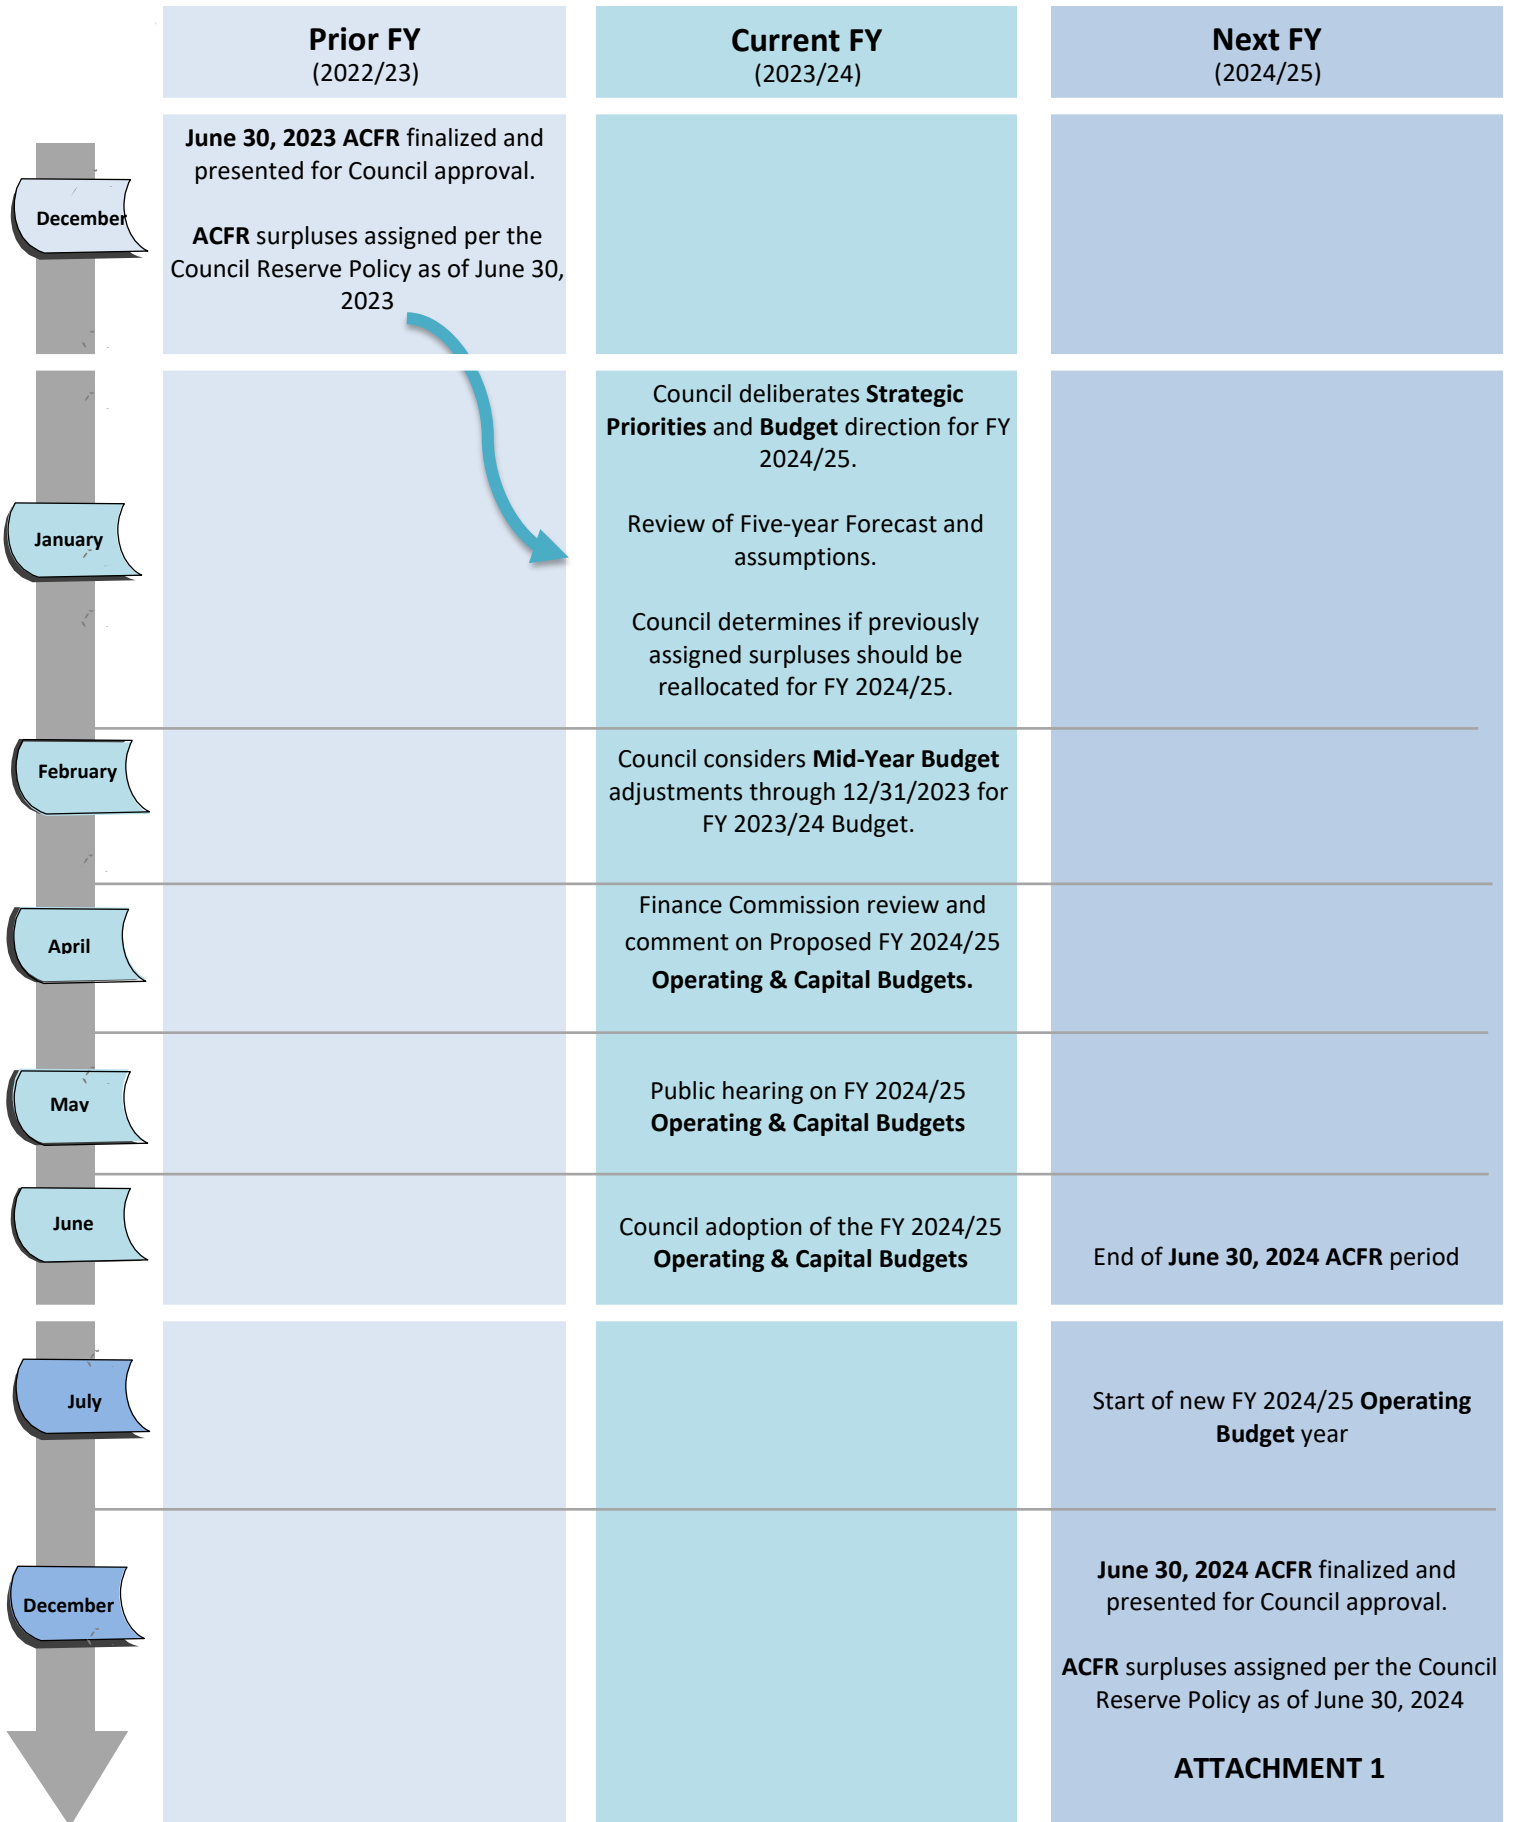 Prior FY
(2022/23)
Current FY
(2023/24)
Next FY
(2024/25)
December
June 30, 2023 ACFR finalized and
presented for Council approval.
ACFR surpluses assigned per the
Council Reserve Policy as of June 30,
2023
January
Council deliberates Strategic
Priorities and Budget direction for FY
2024/25.
Review of Five-year Forecast and
assumptions.
Council determines if previously
assigned surpluses should be
reallocated for FY 2024/25.
February
Council considers Mid-Year Budget
adjustments through 12/31/2023 for
FY 2023/24 Budget.
April
Finance Commission review and
comment on Proposed FY 2024/25
Operating & Capital Budgets.
May
Public hearing on FY 2024/25
Operating & Capital Budgets
June
Council adoption of the FY 2024/25
Operating & Capital Budgets
End of June 30, 2024 ACFR period
July
Start of new FY 2024/25 Operating
Budget year
December
June 30, 2024 ACFR finalized and
presented for Council approval.
ACFR surpluses assigned per the Council
Reserve Policy as of June 30, 2024
ATTACHMENT 1